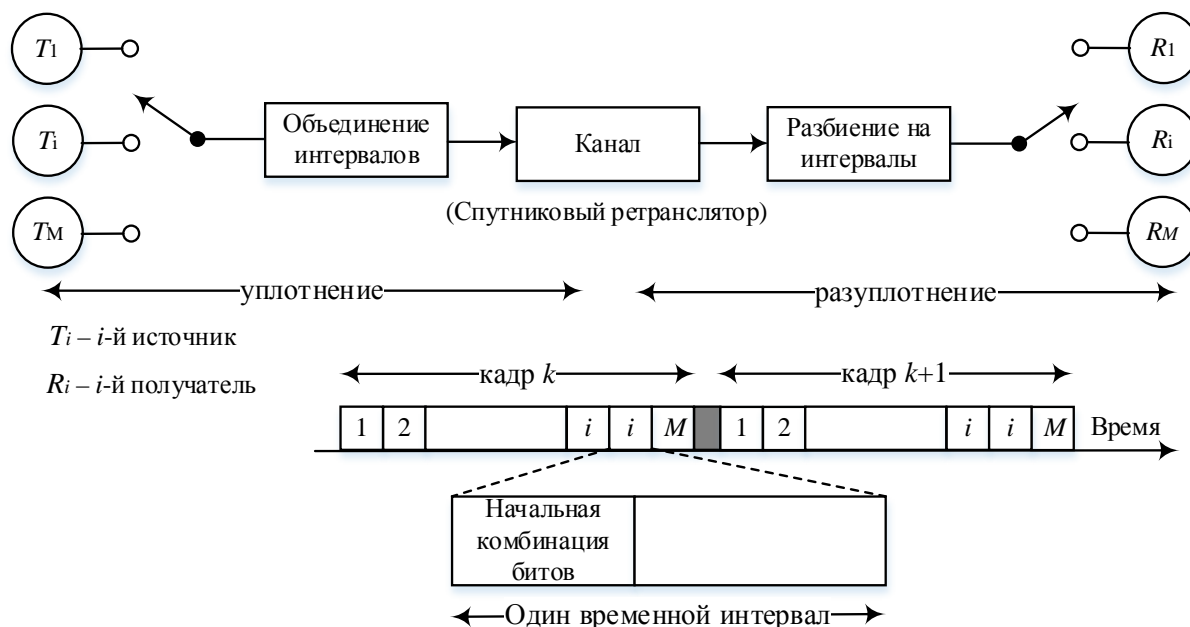 T1
R1
Ti
Объединение
интервалов
Канал
Разбиение на
интервалы
Ri
TМ
(Спутниковый ретранслятор)
RM
уплотнение
разуплотнение
Ti – i-й источник
Ri – i-й получатель
кадр k
кадр k+1
1 2 i i M 1 2 i i M Время
Начальная
комбинация
битов
Один временной интервал